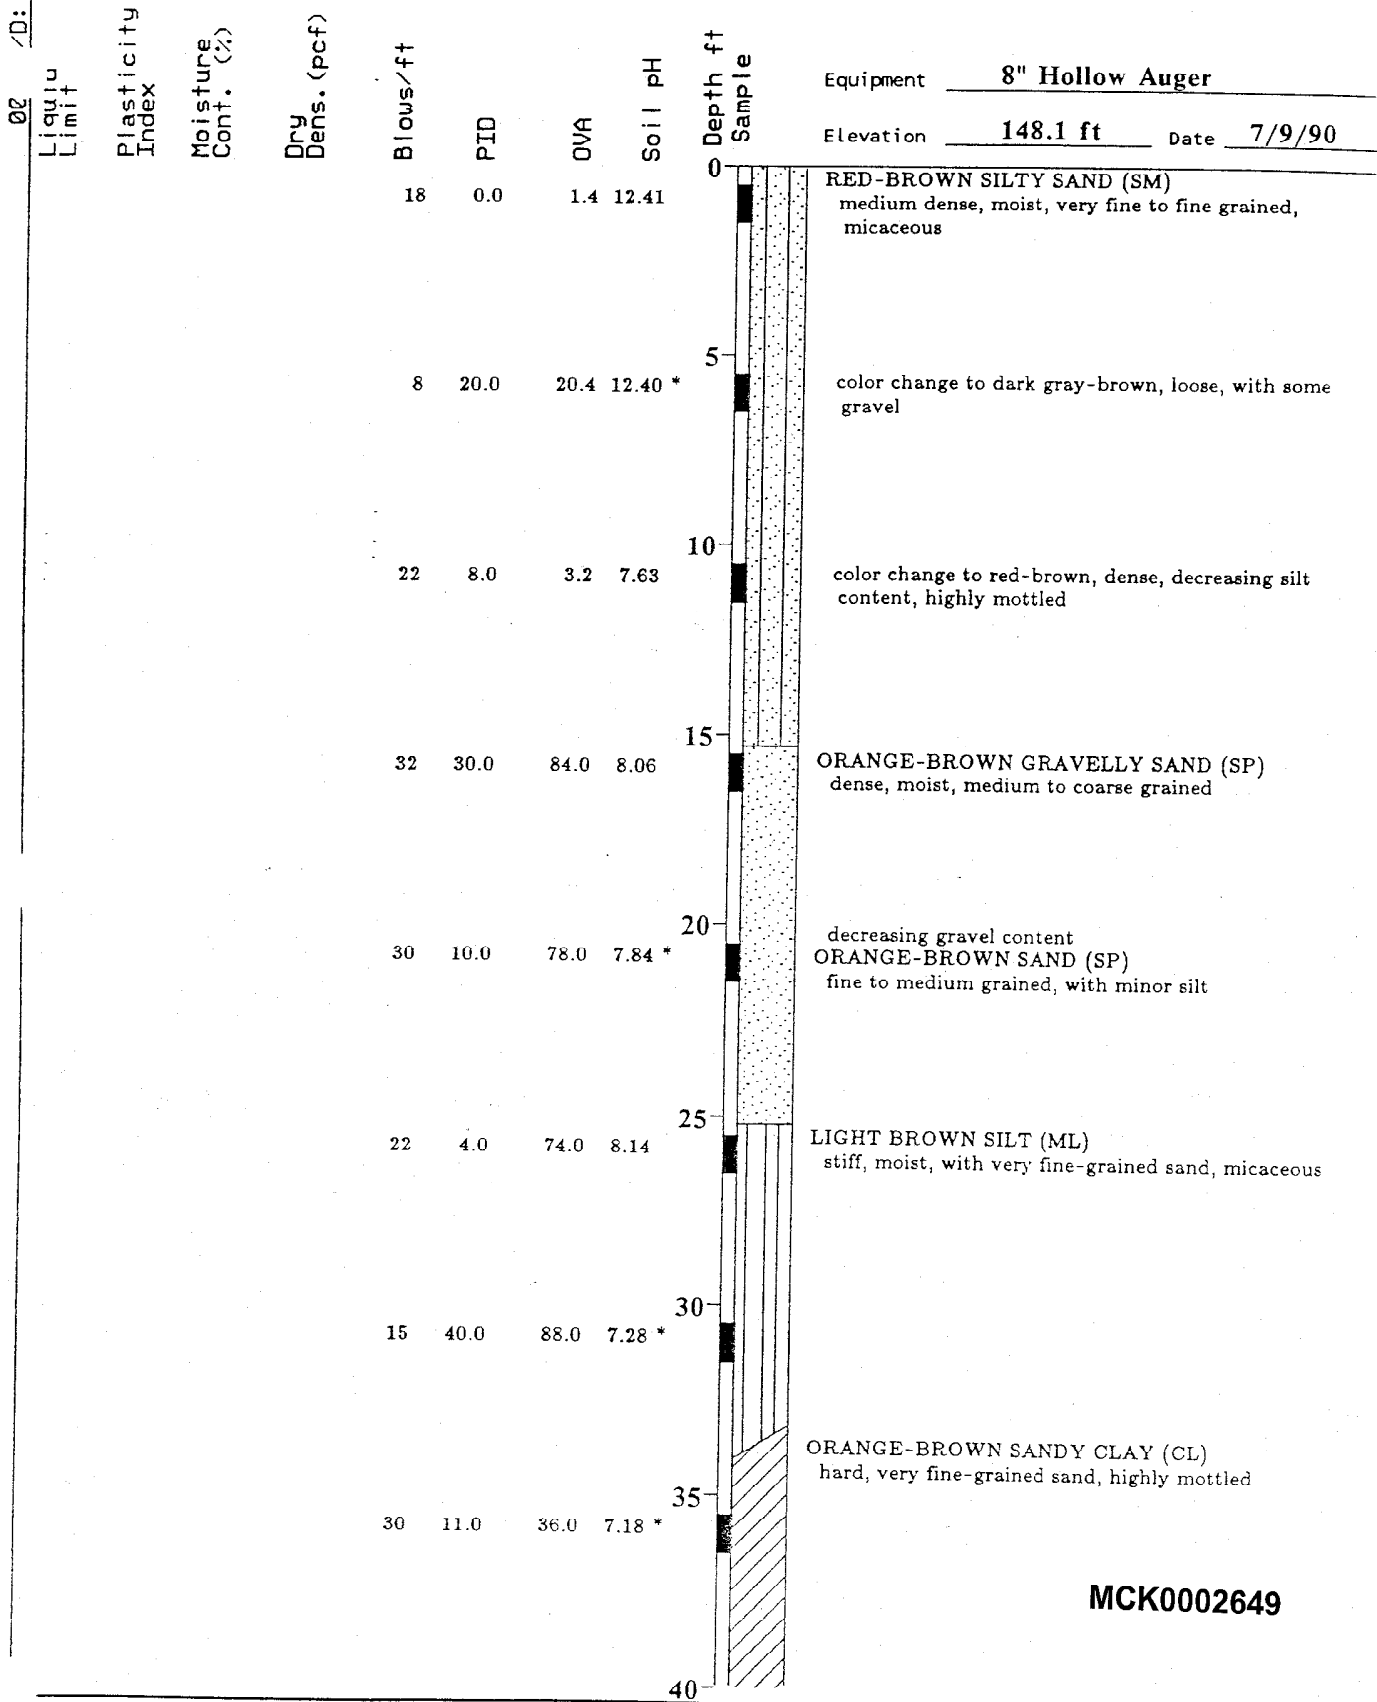 Equipment 8" Hollow Auger
Elevation 148.1 ft Date 7/9/90
Limit
Plasticity Index
Moisture Cont. (%)
Dry Dens. (pcf)
Blows/ft
PID
OVA
Soil pH
Depth ft
Sample
0
RED-BROWN SILTY SAND (SM)
18 0.0 1.4 12.41
medium dense, moist, very fine to fine grained,
micaceous
5
8 20.0 20.4 12.40 *
color change to dark gray-brown, loose, with some
gravel
10
22 8.0 3.2 7.63
color change to red-brown, dense, decreasing silt
content, highly mottled
15
32 30.0 84.0 8.06
ORANGE-BROWN GRAVELLY SAND (SP)
dense, moist, medium to coarse grained
20
decreasing gravel content
30 10.0 78.0 7.84 *
ORANGE-BROWN SAND (SP)
fine to medium grained, with minor silt
25
22 4.0 74.0 8.14
LIGHT BROWN SILT (ML)
stiff, moist, with very fine-grained sand, micaceous
30
15 40.0 88.0 7.28 *
ORANGE-BROWN SANDY CLAY (CL)
hard, very fine-grained sand, highly mottled
35
30 11.0 36.0 7.18 *
MCK0002649
40